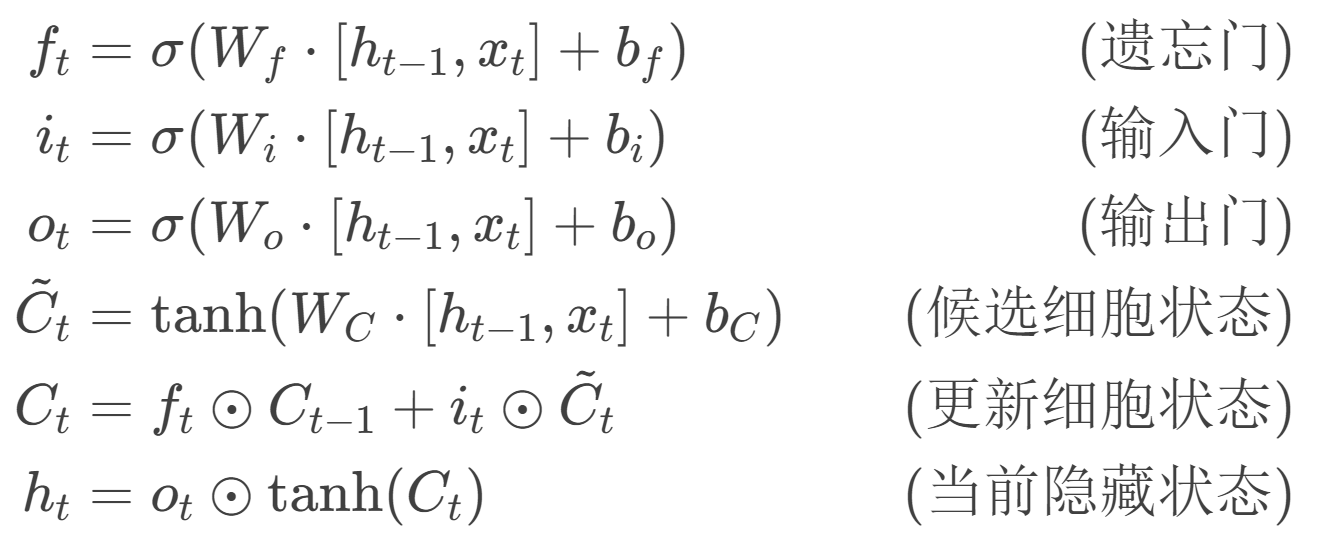 f_t = σ(W_f · [h_{t−1}, x_t] + b_f) (遗忘门)
i_t = σ(W_i · [h_{t−1}, x_t] + b_i) (输入门)
o_t = σ(W_o · [h_{t−1}, x_t] + b_o) (输出门)
C̃_t = tanh(W_C · [h_{t−1}, x_t] + b_C) (候选细胞状态)
C_t = f_t ⊙ C_{t−1} + i_t ⊙ C̃_t (更新细胞状态)
h_t = o_t ⊙ tanh(C_t) (当前隐藏状态)